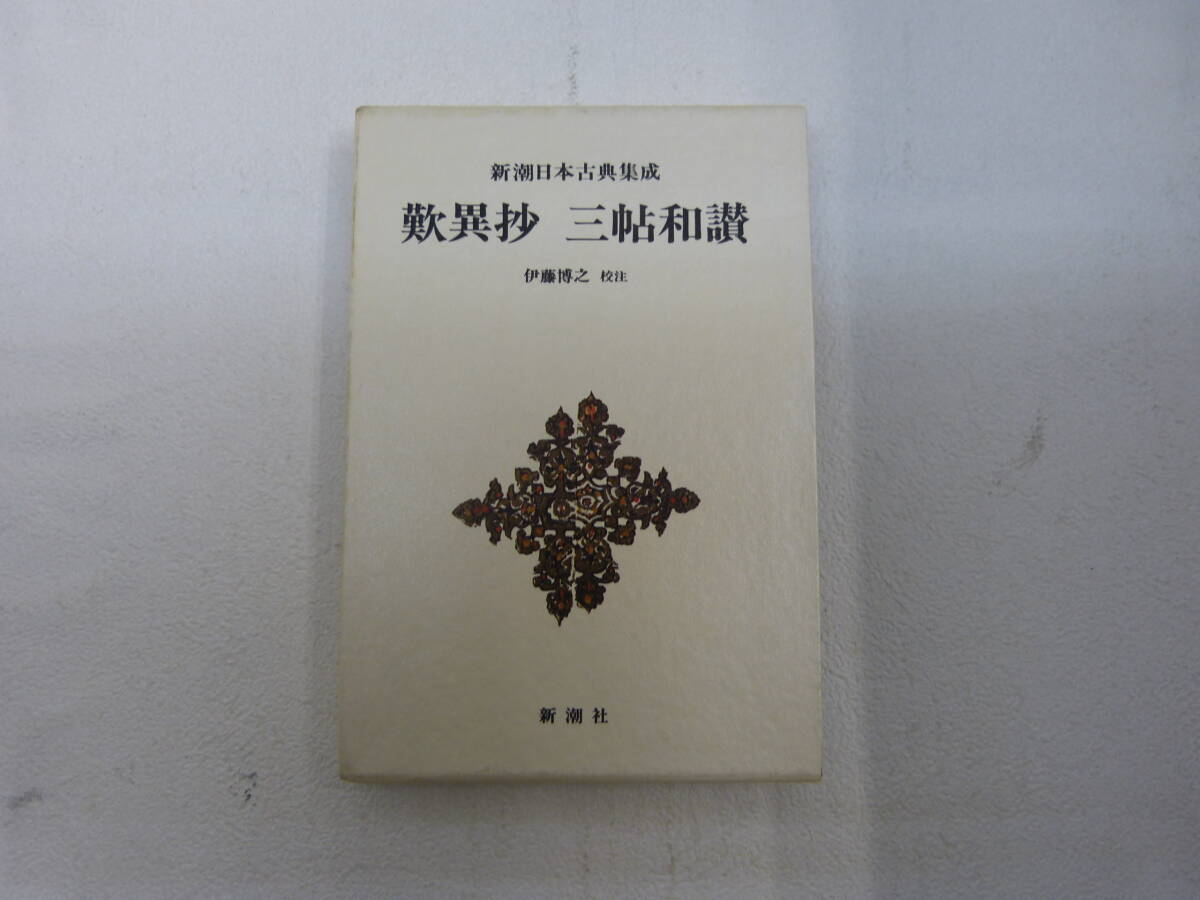 新潮日本古典集成
歎異抄 三帖和讃
伊藤博之 校注
新潮社